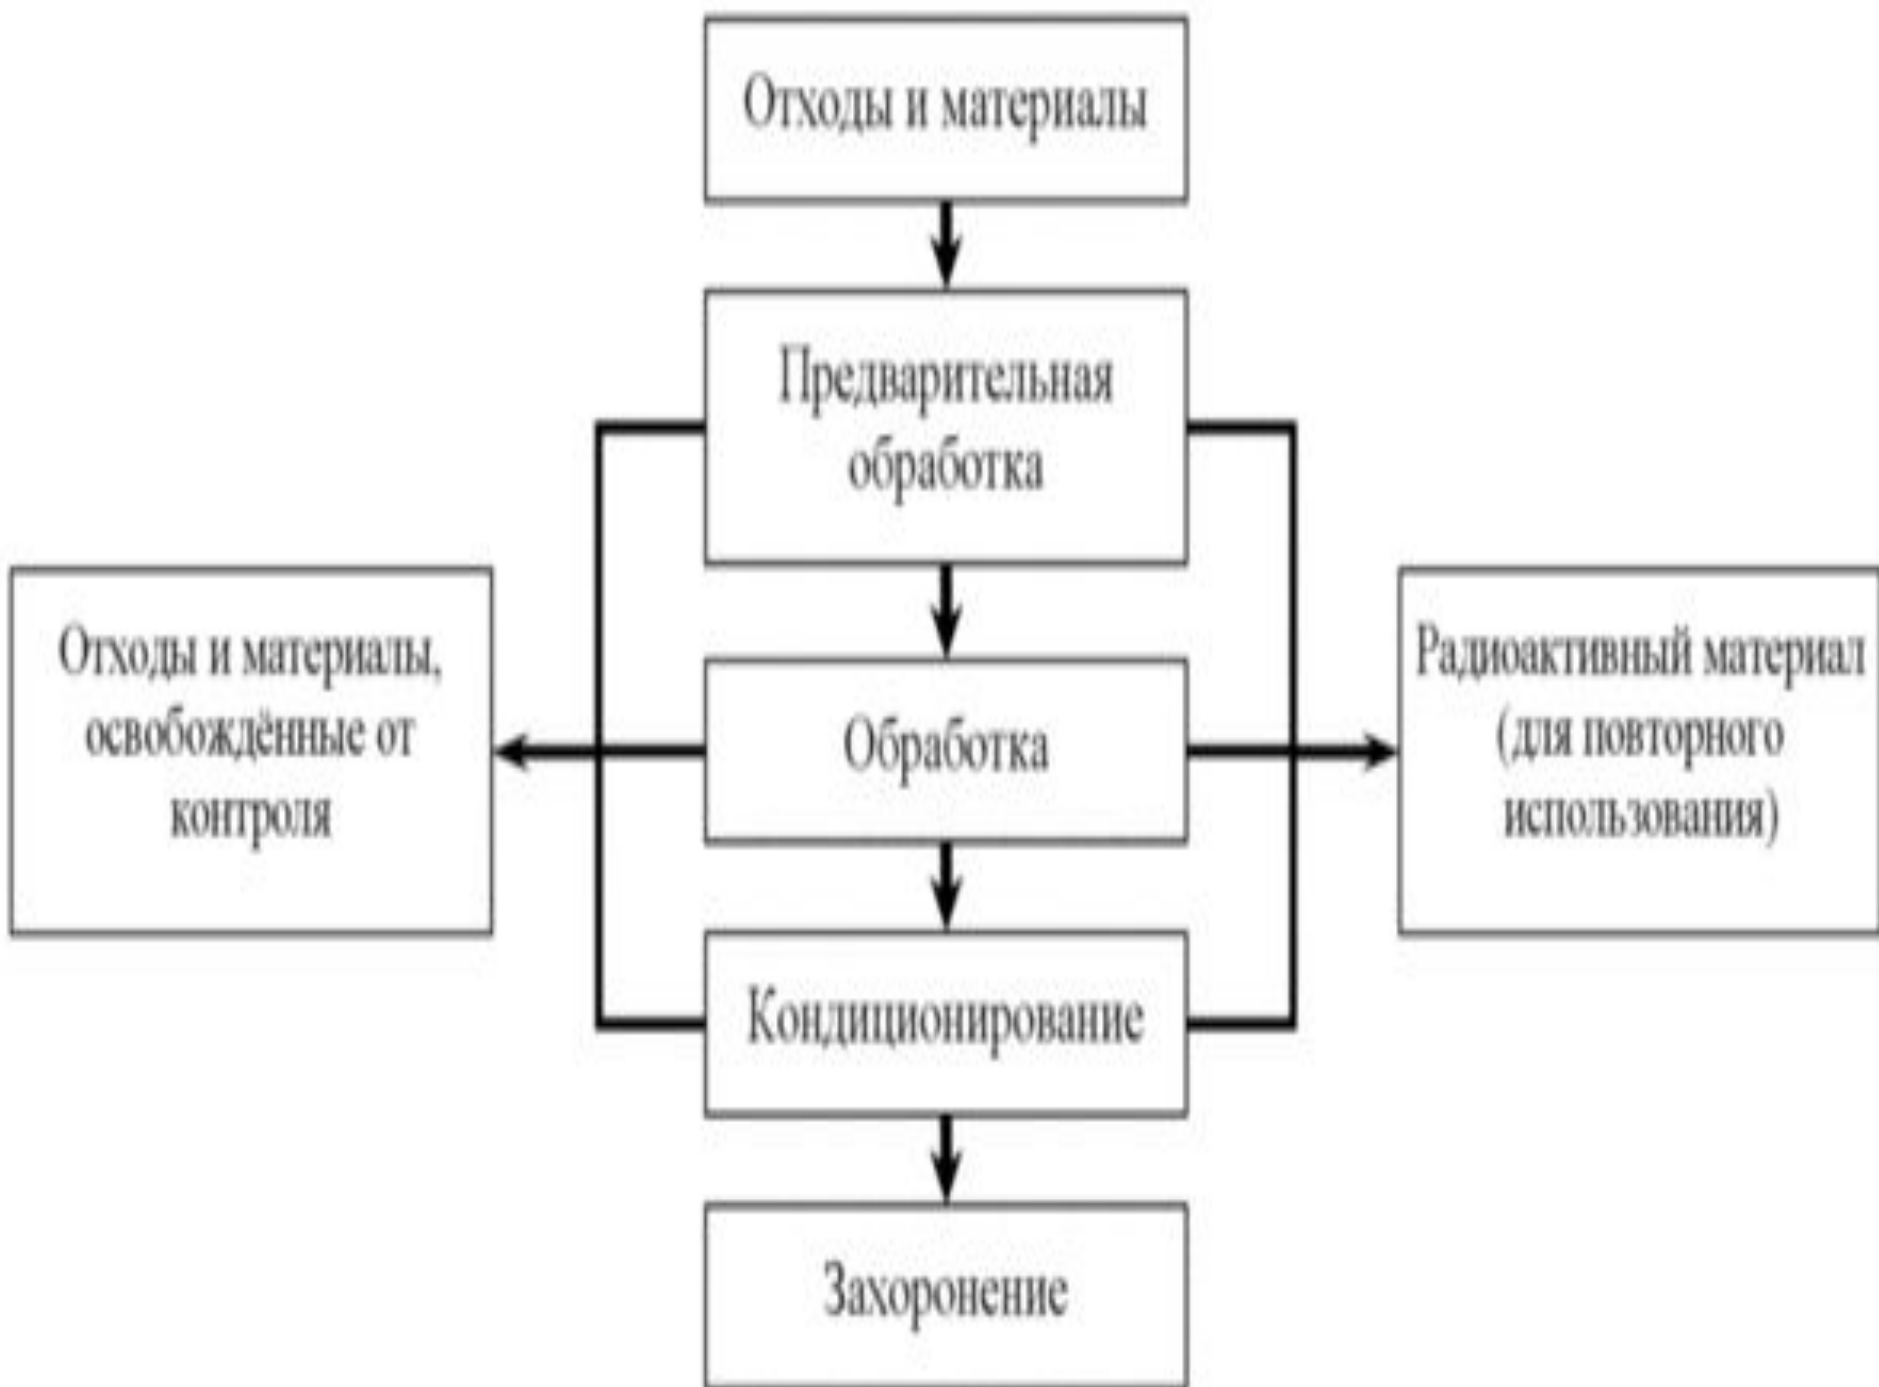 Отходы и материалы
Предварительная
обработка
Отходы и материалы,
освобождённые от
контроля
Обработка
Радиоактивный материал
(для повторного
использования)
Кондиционирование
Захоронение